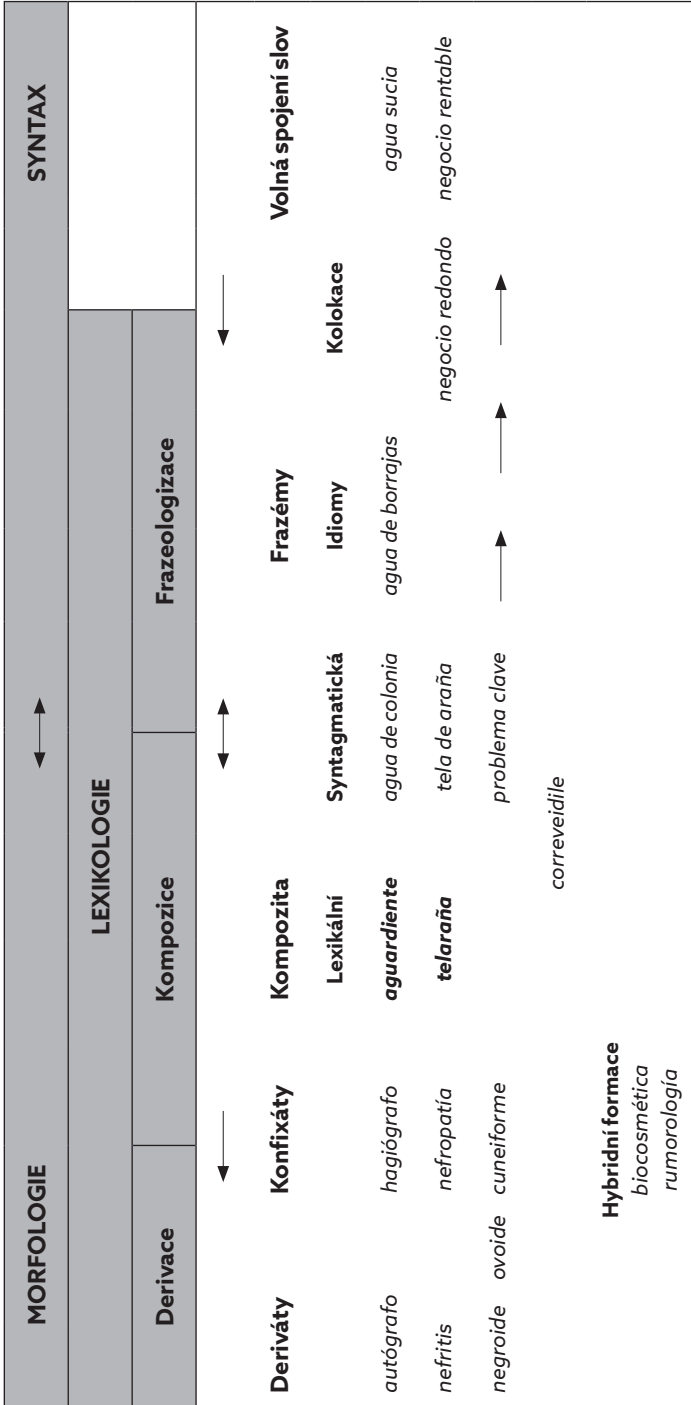 MORFOLOGIE ↔ SYNTAX
LEXIKOLOGIE
Derivace Kompozice Frazeologizace
← ↔ ←
Deriváty Konfixáty Kompozita Frazémy Volná spojení slov
Lexikální Syntagmatická Idiomy Kolokace
autógrafo hagiógrafo aguardiente agua de colonia agua de borrajas agua sucia
nefritis nefropatía telaraña tela de araña negocio redondo negocio rentable
negroide ovoide cuneiforme problema clave → → →
correveidile
Hybridní formace
biocosmética
rumorología